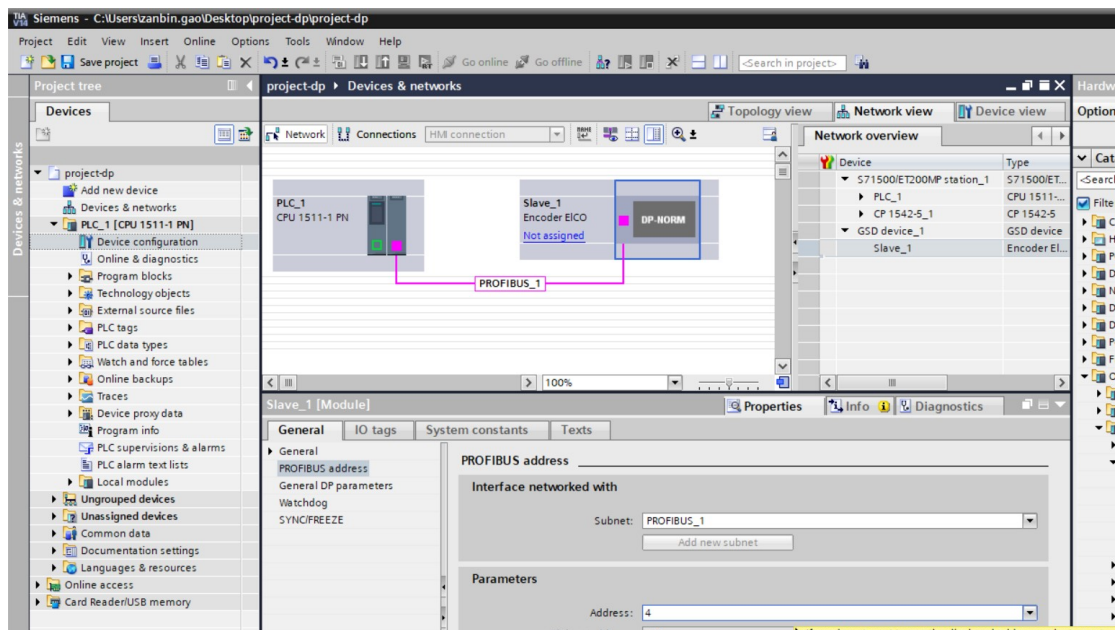 Siemens - C:\Users\zanbin.gao\Desktop\project-dp\project-dp
Project Edit View Insert Online Options Tools Window Help
Save project Go online Go offline <Search in project>
Project tree
project-dp Devices & networks
Devices
Topology view Network view Device view
Options
Network Connections HMI connection
Network overview
Device Type
project-dp
Add new device
Devices & networks
PLC_1 [CPU 1511-1 PN]
Device configuration
Online & diagnostics
Program blocks
Technology objects
External source files
PLC tags
PLC data types
Watch and force tables
Online backups
Traces
Device proxy data
Program info
PLC supervisions & alarms
PLC alarm text lists
Local modules
Ungrouped devices
Unassigned devices
Common data
Documentation settings
Languages & resources
Online access
Card Reader/USB memory
Devices & networks
PLC_1
CPU 1511-1 PN
Slave_1
Encoder ElCO
Not assigned
DP-NORM
PROFIBUS_1
100%
S71500/ET200MP station_1 S71500/ET...
PLC_1 CPU 1511-...
CP 1542-5_1 CP 1542-5
GSD device_1 GSD device
Slave_1 Encoder El...
Slave_1 [Module]
Properties Info Diagnostics
General IO tags System constants Texts
General
PROFIBUS address
General DP parameters
Watchdog
SYNC/FREEZE
PROFIBUS address
Interface networked with
Subnet: PROFIBUS_1
Add new subnet
Parameters
Address: 4